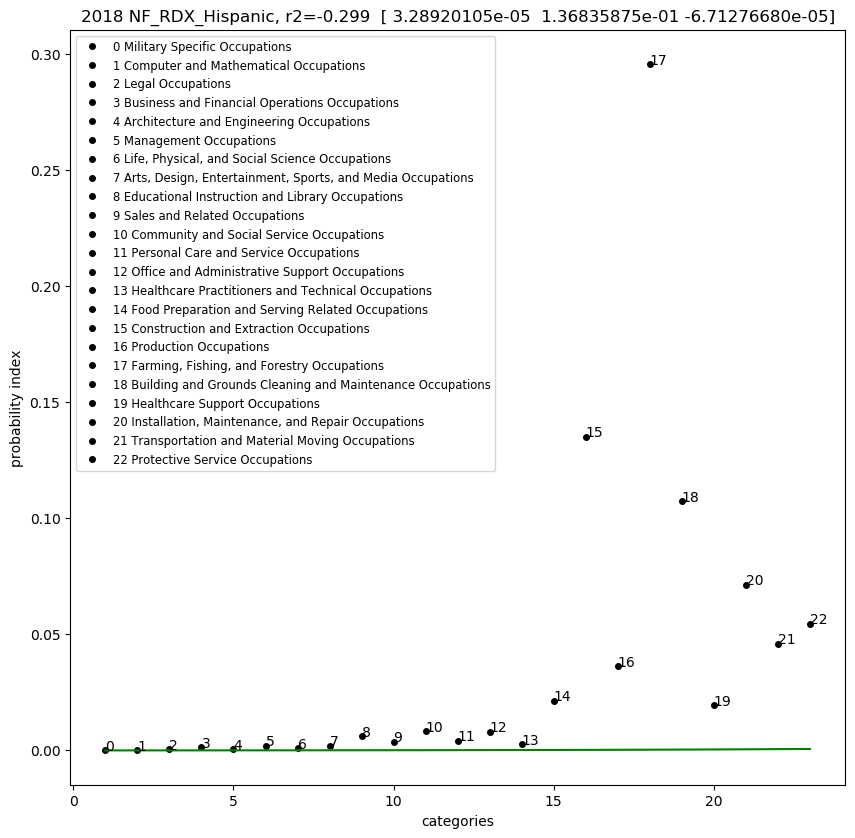 2018 NF_RDX_Hispanic, r2=-0.299 [ 3.28920105e-05 1.36835875e-01 -6.71276680e-05]
0 Military Specific Occupations
1 Computer and Mathematical Occupations
2 Legal Occupations
3 Business and Financial Operations Occupations
4 Architecture and Engineering Occupations
5 Management Occupations
6 Life, Physical, and Social Science Occupations
7 Arts, Design, Entertainment, Sports, and Media Occupations
8 Educational Instruction and Library Occupations
9 Sales and Related Occupations
10 Community and Social Service Occupations
11 Personal Care and Service Occupations
12 Office and Administrative Support Occupations
13 Healthcare Practitioners and Technical Occupations
14 Food Preparation and Serving Related Occupations
15 Construction and Extraction Occupations
16 Production Occupations
17 Farming, Fishing, and Forestry Occupations
18 Building and Grounds Cleaning and Maintenance Occupations
19 Healthcare Support Occupations
20 Installation, Maintenance, and Repair Occupations
21 Transportation and Material Moving Occupations
22 Protective Service Occupations
probability index
0.30
0.25
0.20
0.15
0.10
0.05
0.00
0
1
2
3
4
5
6
7
8
9
10
11
12
13
14
15
16
17
18
19
20
21
22
0
5
10
15
20
categories